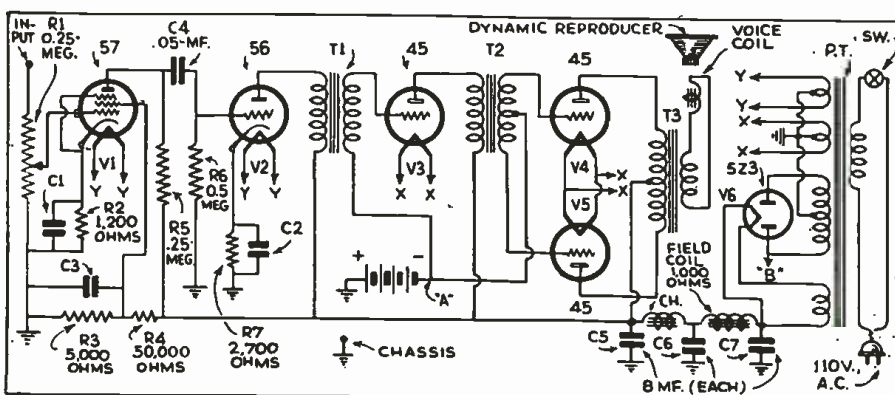 IN-
PUT
R1
0.25-
MEG.
57
C4
.05-MF.
56
T1
45
T2
45
DYNAMIC REPRODUCER
VOICE
COIL
P.T.
SW.
T3
Y
Y
X
X
5Z3
V6
"B"
V1
Y Y
C1
R2
1,200
OHMS
C3
R3
5,000
OHMS
R4
50,000
OHMS
R5
.25-
MEG.
R6
0.5
MEG
V2
Y Y
C2
R7
2,700
OHMS
V3
X X
+ -
"A"
V4
X
X
V5
45
FIELD
COIL
1,000
OHMS
CH.
C5
C6
C7
8 MF. (EACH)
CHASSIS
110V.,
A.C.